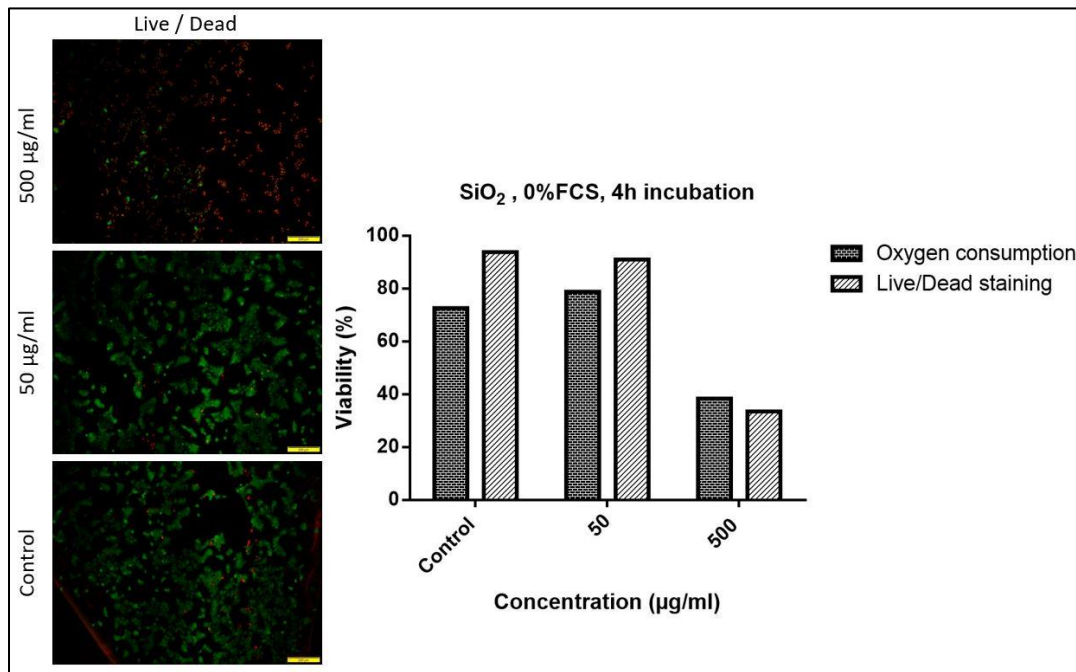 Live / Dead
500 µg/ml
50 µg/ml
Control
SiO₂ , 0%FCS, 4h incubation
Viability (%)
100
80
60
40
20
0
Control
50
500
Concentration (µg/ml)
Oxygen consumption
Live/Dead staining